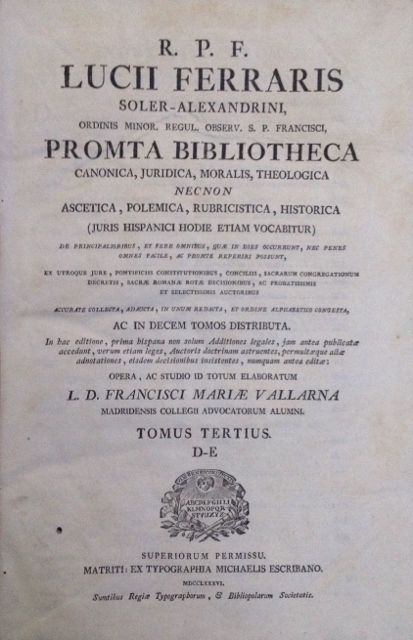 R. P. F.
LUCII FERRARIS
SOLER-ALEXANDRINI,
ORDINIS MINOR. REGUL. OBSERV. S. P. FRANCISCI,
PROMTA BIBLIOTHECA
CANONICA, JURIDICA, MORALIS, THEOLOGICA
NECNON
ASCETICA, POLEMICA, RUBRICISTICA, HISTORICA
(JURIS HISPANICI HODIE ETIAM VOCABITUR)
DE PRINCIPALIORIBUS, ET FERE OMNIBUS, QUÆ IN DIES OCCURRUNT, NEC PENES
OMNES FACILE, AC PROMTE REPERIRI POSSUNT,
EX UTROQUE JURE, PONTIFICIIS CONSTITUTIONIBUS, CONCILIIS, SACRARUM CONGREGATIONUM
DECRETIS, SACRÆ ROMANÆ ROTÆ DECISIONIBUS, AC PROBATISSIMIS
ET SELECTISSIMIS AUCTORIBUS
ACCURATE COLLECTA, ADAUCTA, IN UNUM REDACTA, ET ORDINE ALPHABETICO CONGESTA,
AC IN DECEM TOMOS DISTRIBUTA.
In hac editione, prima hispana non solum Additiones legales, jam antea publicatæ
accedunt, verum etiam leges, Auctoris doctrinam astruentes, permultæque aliæ
adnotationes, eisdem decisionibus insistentes, numquam antea editæ:
OPERA, AC STUDIO ID TOTUM ELABORATUM
L. D. FRANCISCI MARIÆ VALLARNA
MADRIDENSIS COLLEGII ADVOCATORUM ALUMNI.
TOMUS TERTIUS.
D-E
ABCDEFGHILJ
KLMNOPQR
STVXYZ
SUPERIORUM PERMISSU.
MATRITI: EX TYPOGRAPHIA MICHAELIS ESCRIBANO.
MDCCLXXXVI.
Sumtibus Regiæ Typographorum, & Bibliopolarum Societatis.